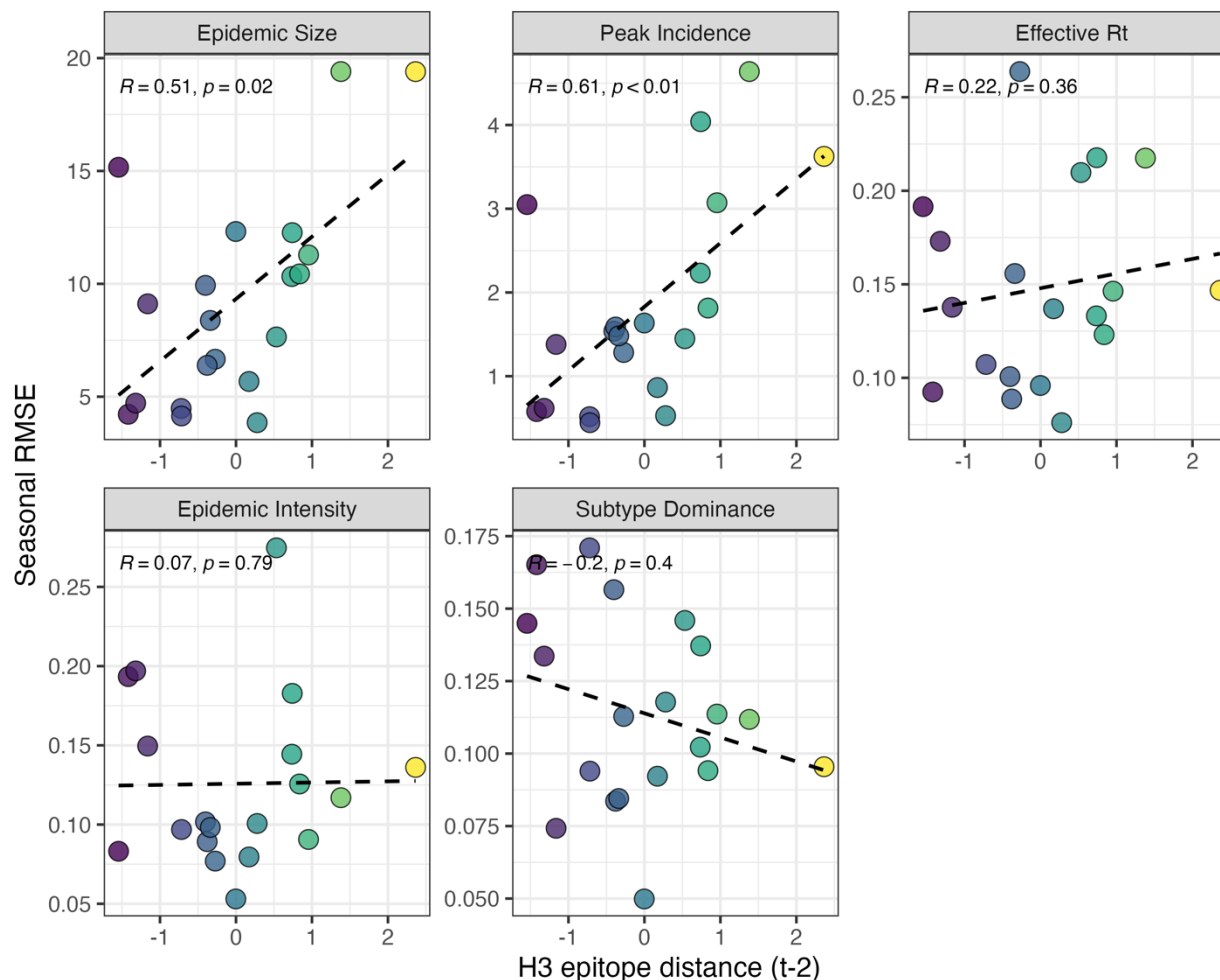 Epidemic Size
Peak Incidence
Effective Rt
R = 0.51, p = 0.02
R = 0.61, p < 0.01
R = 0.22, p = 0.36
20
15
10
5
4
3
2
1
0.25
0.20
0.15
0.10
-1 0 1 2
-1 0 1 2
-1 0 1 2
Seasonal RMSE
Epidemic Intensity
Subtype Dominance
R = 0.07, p = 0.79
R = −0.2, p = 0.4
0.25
0.20
0.15
0.10
0.05
0.175
0.150
0.125
0.100
0.075
0.050
-1 0 1 2
-1 0 1 2
H3 epitope distance (t-2)